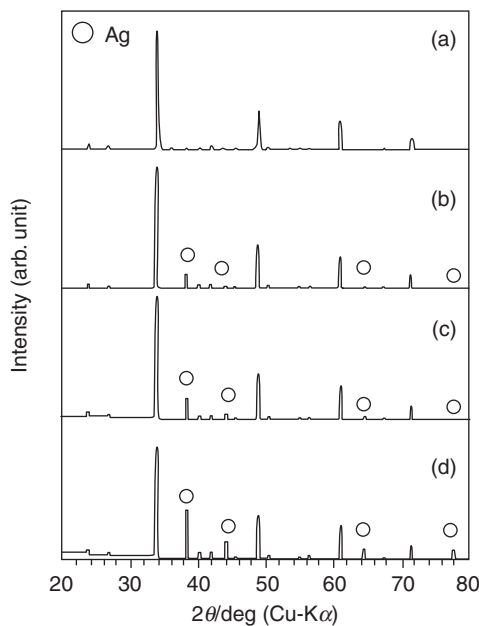 Ag
(a)
(b)
(c)
(d)
Intensity (arb. unit)
20 30 40 50 60 70 80
2θ/deg (Cu-Kα)